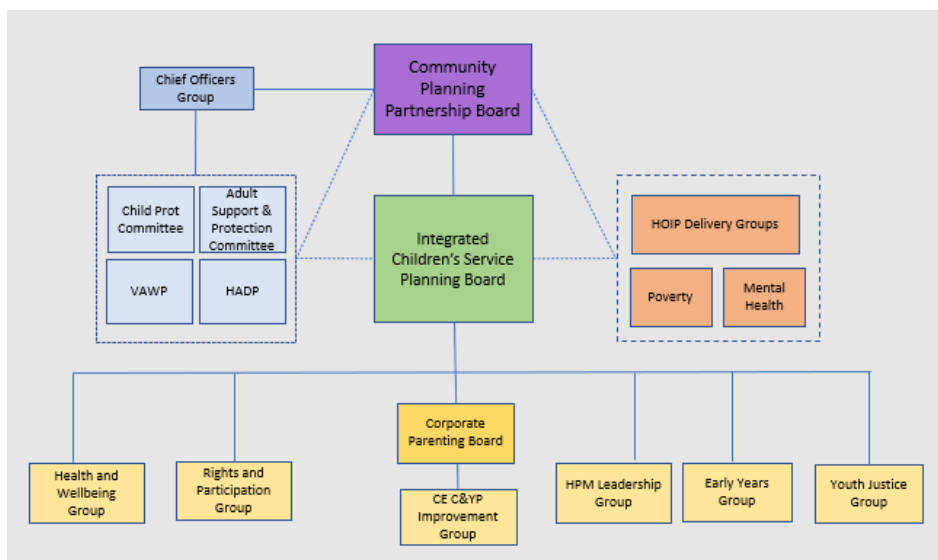 Community
Planning
Partnership Board
Chief Officers
Group
Child Prot
Committee
Adult
Support &
Protection
Committee
VAWP
HADP
Integrated
Children's Service
Planning Board
HOIP Delivery Groups
Poverty
Mental
Health
Corporate
Parenting Board
Health and
Wellbeing
Group
Rights and
Participation
Group
CE C&YP
Improvement
Group
HPM Leadership
Group
Early Years
Group
Youth Justice
Group